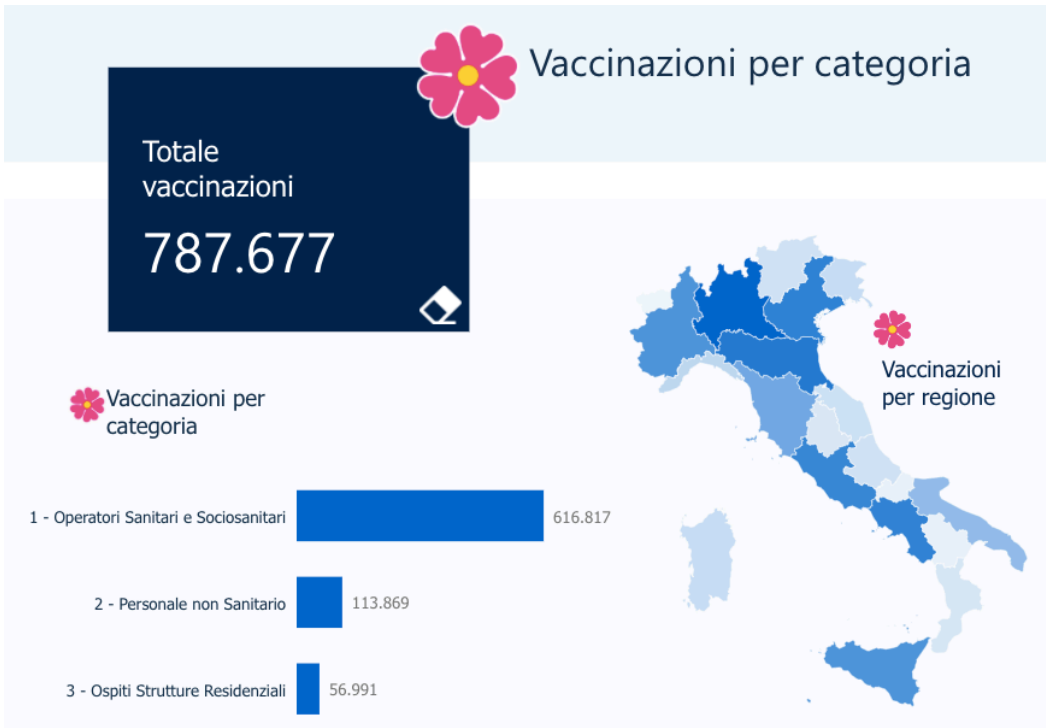 Vaccinazioni per categoria
Totale
vaccinazioni
787.677
Vaccinazioni
per regione
Vaccinazioni per
categoria
1 - Operatori Sanitari e Sociosanitari 616.817
2 - Personale non Sanitario 113.869
3 - Ospiti Strutture Residenziali 56.991